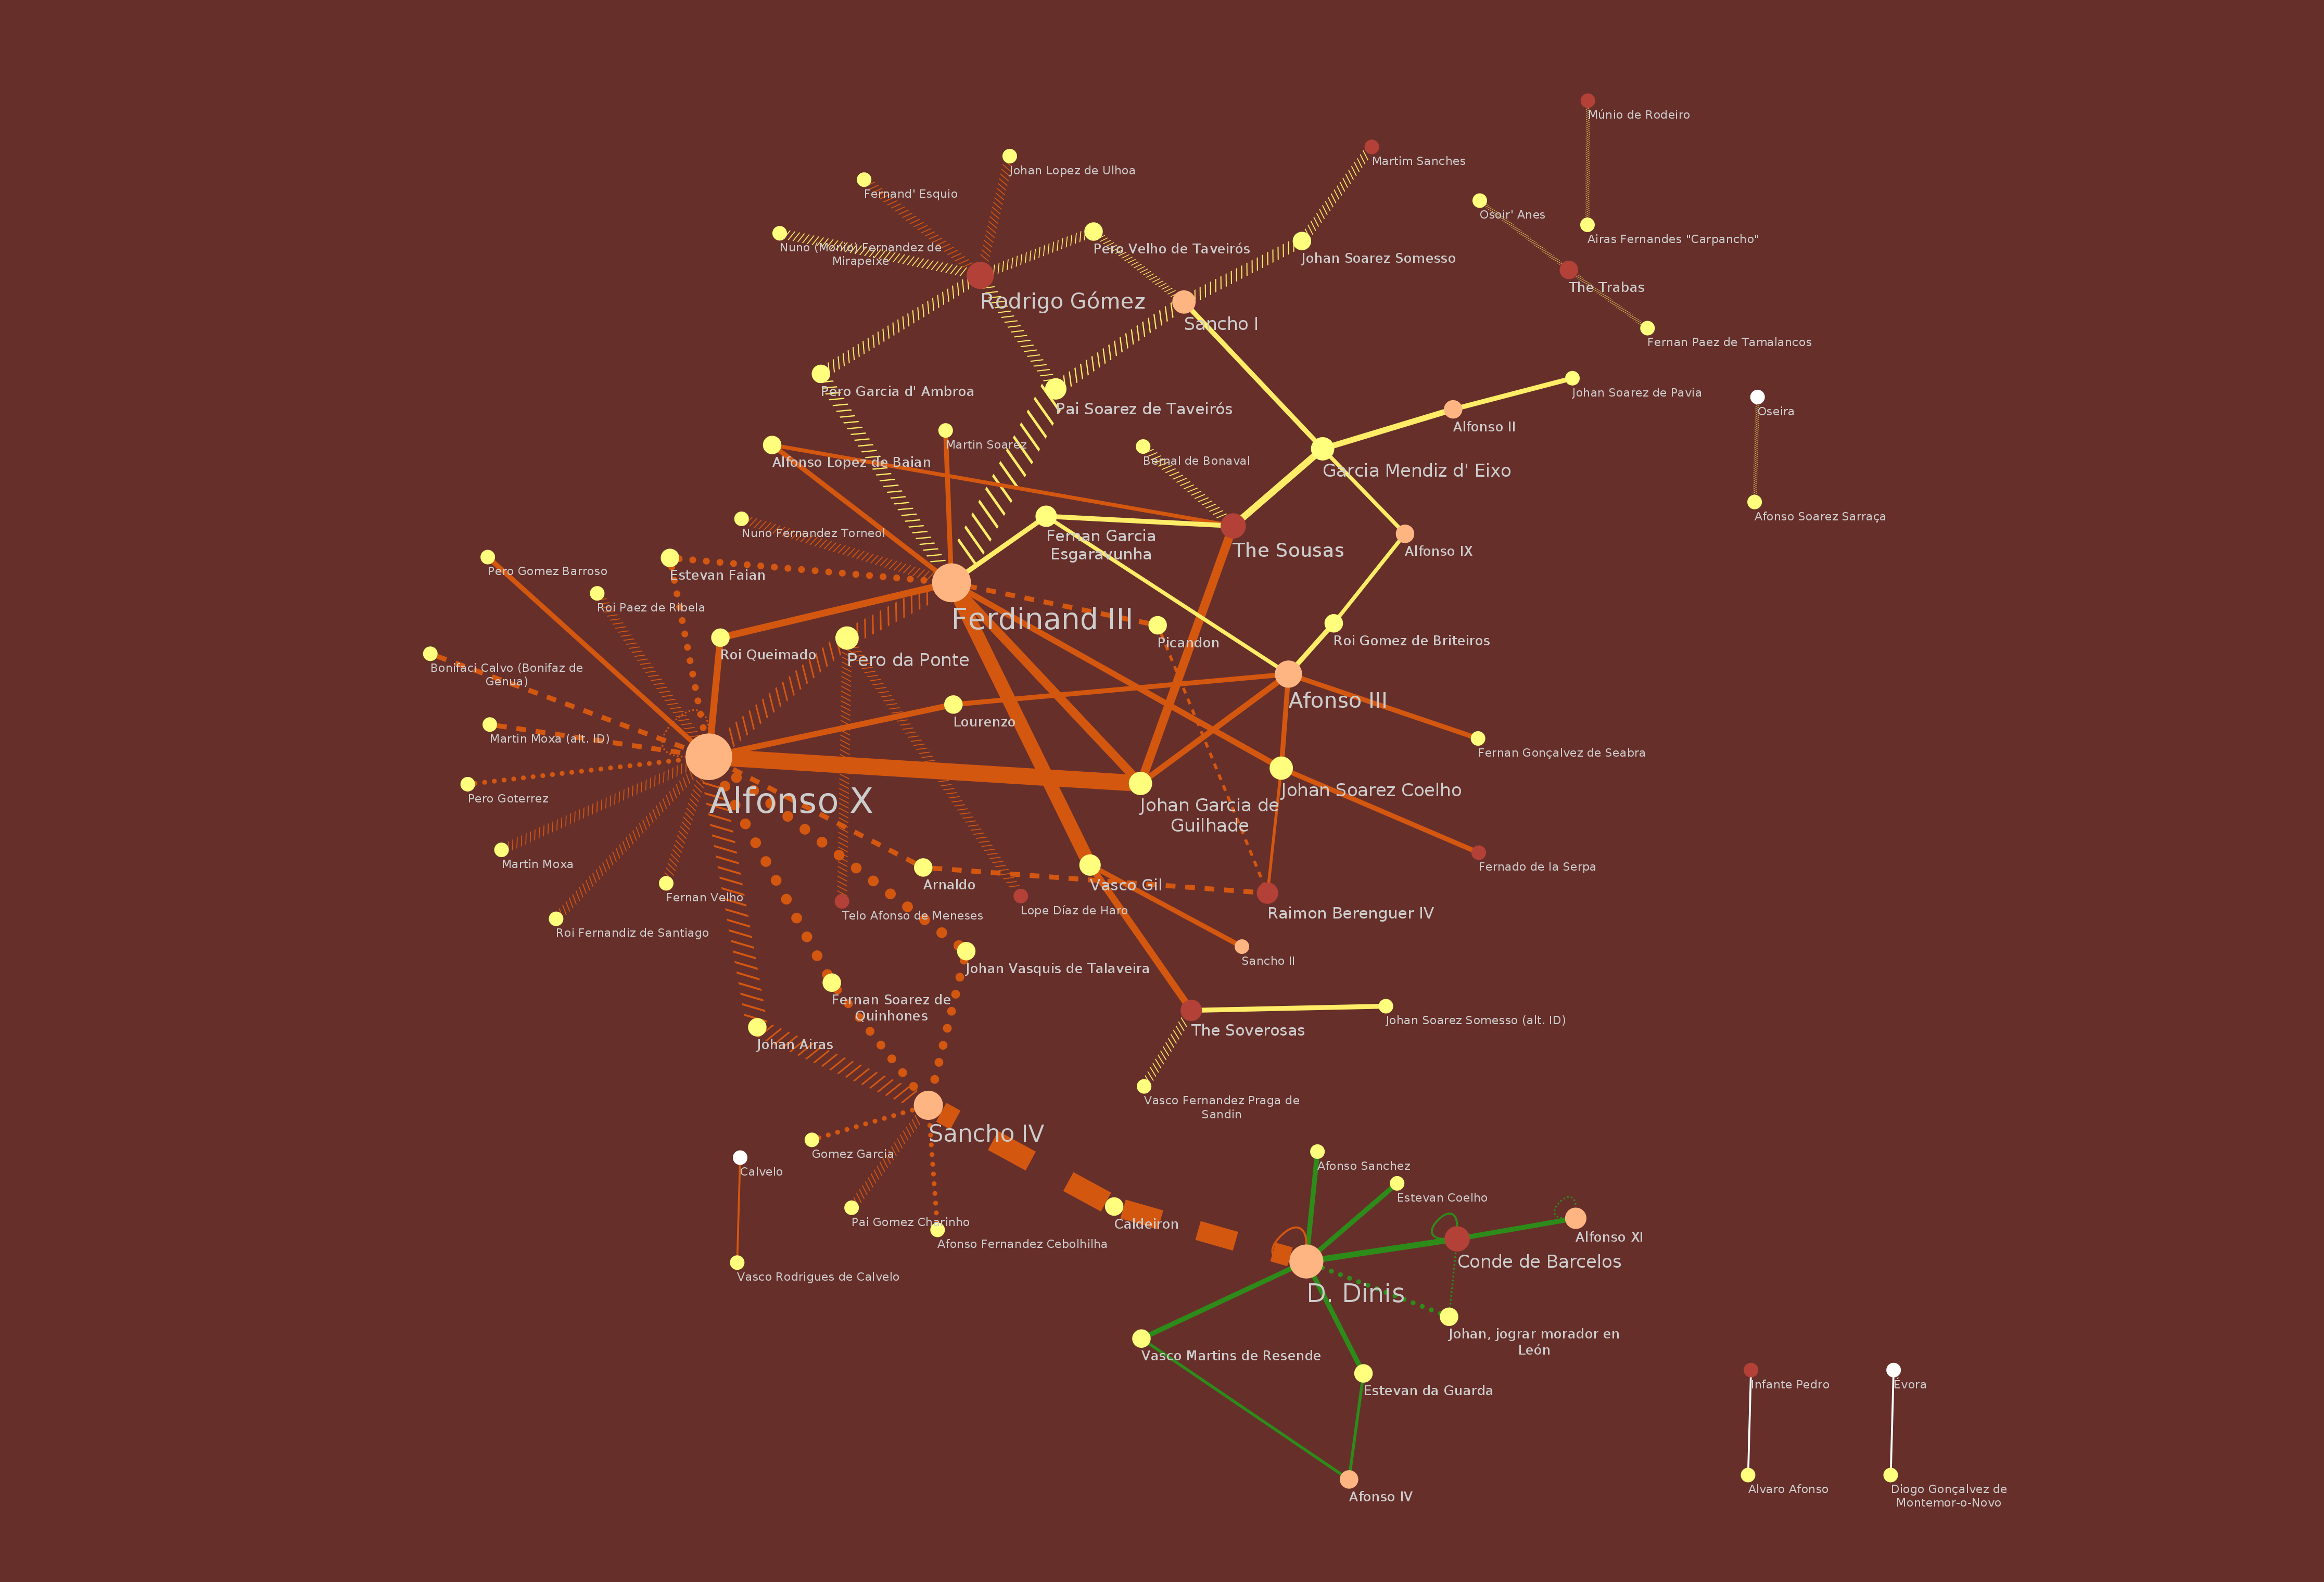 Múnio de Rodeiro
Martim Sanches
Johan Lopez de Ulhoa
Fernand' Esquio
Osoir' Anes
Airas Fernandes "Carpancho"
Nuno (Monio) Fernandez de
Mirapeixe
Pero Velho de Taveirós
Johan Soarez Somesso
The Trabas
Rodrigo Gómez
Sancho I
Fernan Paez de Tamalancos
Pero Garcia d' Ambroa
Johan Soarez de Pavia
Pai Soarez de Taveirós
Oseira
Alfonso II
Martin Soarez
Alfonso Lopez de Baian
Bernal de Bonaval
Garcia Mendiz d' Eixo
Afonso Soarez Sarraça
Nuno Fernandez Torneol
Fernan Garcia
Esgaravunha
The Sousas
Alfonso IX
Pero Gomez Barroso
Estevan Faian
Roi Paez de Ribela
Ferdinand III
Picandon
Roi Gomez de Briteiros
Roi Queimado
Pero da Ponte
Bonifaci Calvo (Bonifaz de
Genua)
Afonso III
Lourenzo
Martin Moxa (alt. ID)
Fernan Gonçalvez de Seabra
Alfonso X
Pero Goterrez
Johan Garcia de
Guilhade
Johan Soarez Coelho
Martin Moxa
Fernado de la Serpa
Arnaldo
Vasco Gil
Fernan Velho
Telo Afonso de Meneses
Lope Díaz de Haro
Raimon Berenguer IV
Roi Fernandiz de Santiago
Sancho II
Johan Vasquis de Talaveira
Fernan Soarez de
Quinhones
Johan Soarez Somesso (alt. ID)
The Soverosas
Johan Airas
Vasco Fernandez Praga de
Sandin
Sancho IV
Gomez Garcia
Calvelo
Afonso Sanchez
Estevan Coelho
Pai Gomez Charinho
Caldeiron
Afonso Fernandez Cebolhilha
Alfonso XI
Conde de Barcelos
Vasco Rodrigues de Calvelo
D. Dinis
Johan, jograr morador en
León
Vasco Martins de Resende
Estevan da Guarda
Infante Pedro
Évora
Afonso IV
Alvaro Afonso
Diogo Gonçalvez de
Montemor-o-Novo